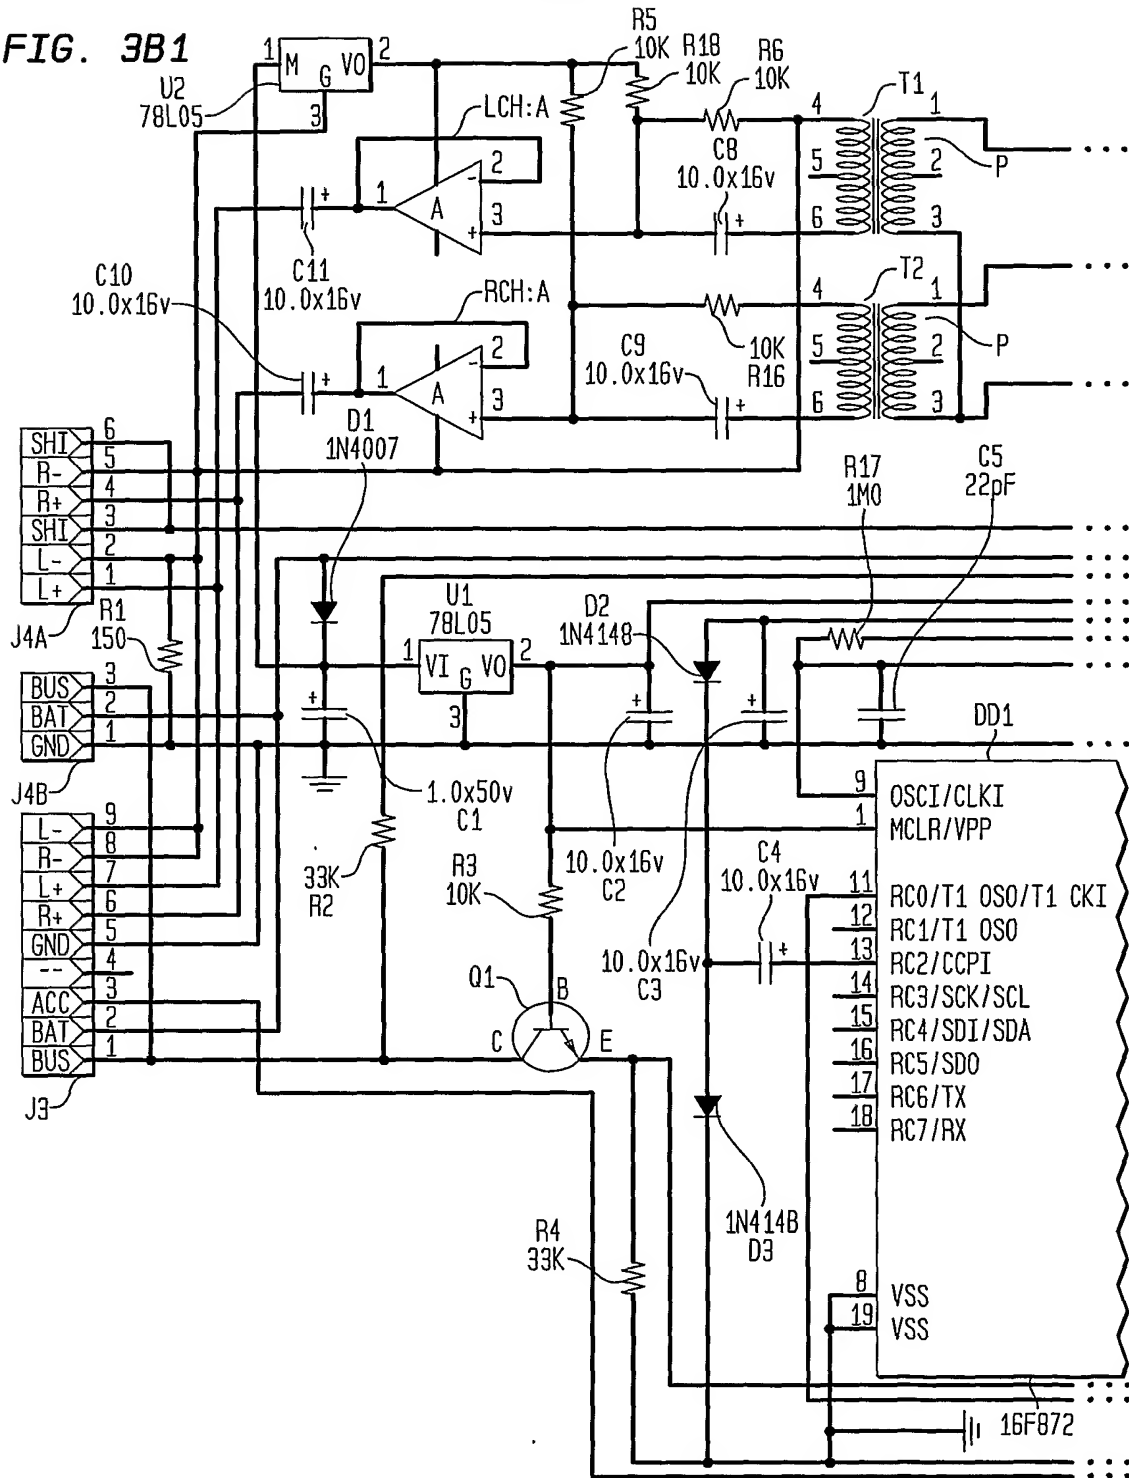 FIG. 3B1
1 M VO 2
G
3
U2
78L05
R5
10K
R18
10K
R6
10K
LCH:A
2
-
1 A
3
+
C8
10.0x16v
+
T1
4 1
5 2
6 3
P
C11
10.0x16v
+
C10
10.0x16v
+
RCH:A
2
-
1 A
3
+
10K
R16
C9
10.0x16v
+
T2
4 1
5 2
6 3
P
D1
1N4007
SHI 6
R- 5
R+ 4
SHI 3
L- 2
L+ 1
J4A
R1
150
R17
1M0
C5
22pF
U1
78L05
1 VI VO 2
G
3
D2
1N4148
BUS 3
BAT 2
GND 1
J4B
+
1.0x50v
C1
+
10.0x16v
C2
+
10.0x16v
C3
33K
R2
R3
10K
C4
10.0x16v
+
L- 9
R- 8
L+ 7
R+ 6
GND 5
-- 4
ACC 3
BAT 2
BUS 1
J3
Q1
B
C E
1N414B
D3
R4
33K
DD1
9 OSCI/CLKI
1 MCLR/VPP
11 RC0/T1 OSO/T1 CKI
12 RC1/T1 OSO
13 RC2/CCPI
14 RC3/SCK/SCL
15 RC4/SDI/SDA
16 RC5/SDO
17 RC6/TX
18 RC7/RX
8 VSS
19 VSS
16F872